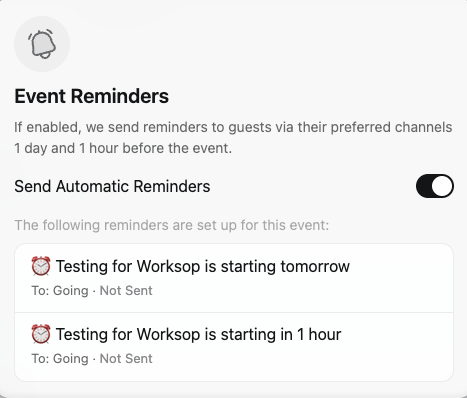 Event Reminders
If enabled, we send reminders to guests via their preferred channels
1 day and 1 hour before the event.
Send Automatic Reminders
The following reminders are set up for this event:
⏰ Testing for Worksop is starting tomorrow
To: Going · Not Sent
⏰ Testing for Worksop is starting in 1 hour
To: Going · Not Sent